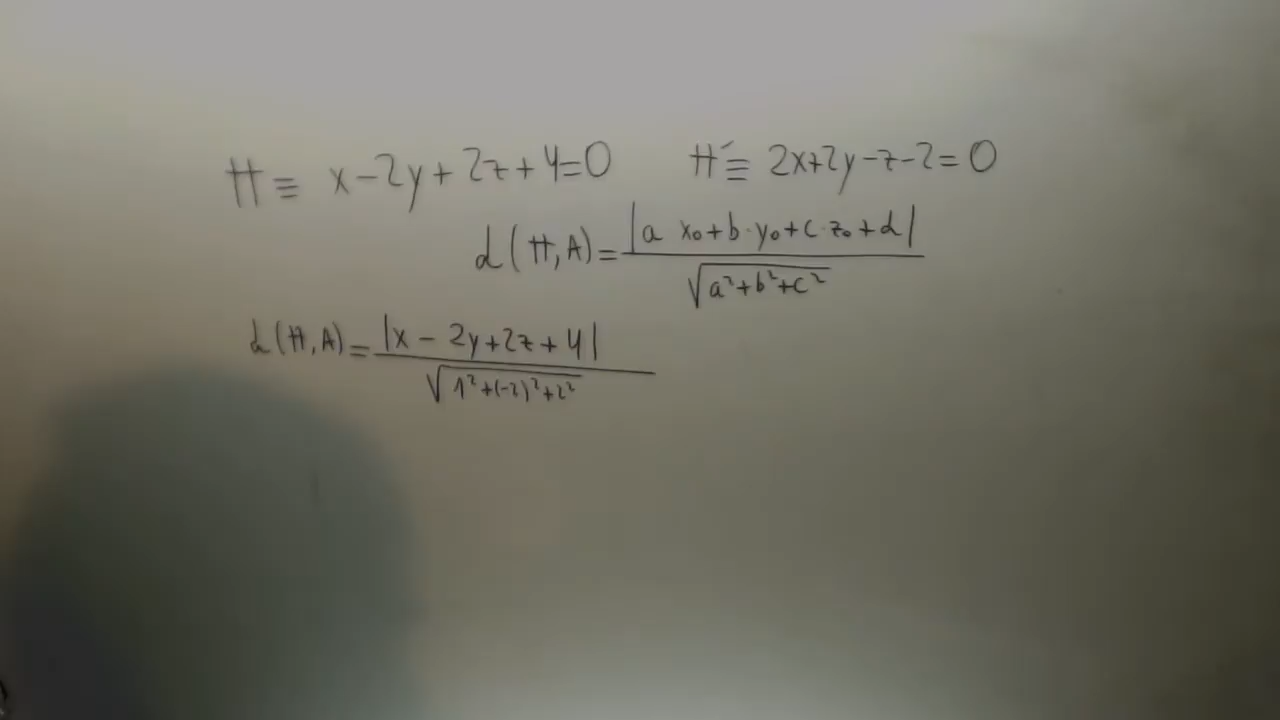 π ≡ x-2y+2z+4=0 π´≡ 2x+2y-z-2=0
d(π,A)= |a x₀+b·y₀+c·z₀+d| / √a²+b²+c²
d(π,A)= |x-2y+2z+4| / √1²+(-2)²+2²